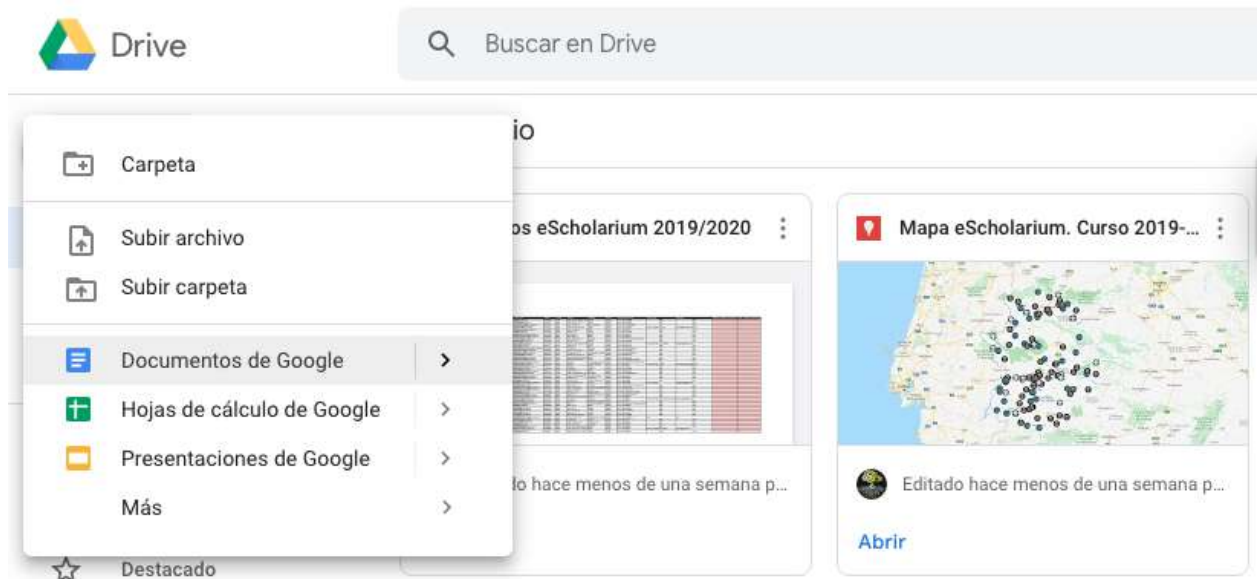 Drive
Buscar en Drive
io
Carpeta
Subir archivo
Subir carpeta
Documentos de Google
Hojas de cálculo de Google
Presentaciones de Google
Más
Destacado
os eScholarium 2019/2020
do hace menos de una semana p...
Mapa eScholarium. Curso 2019-...
Editado hace menos de una semana p...
Abrir